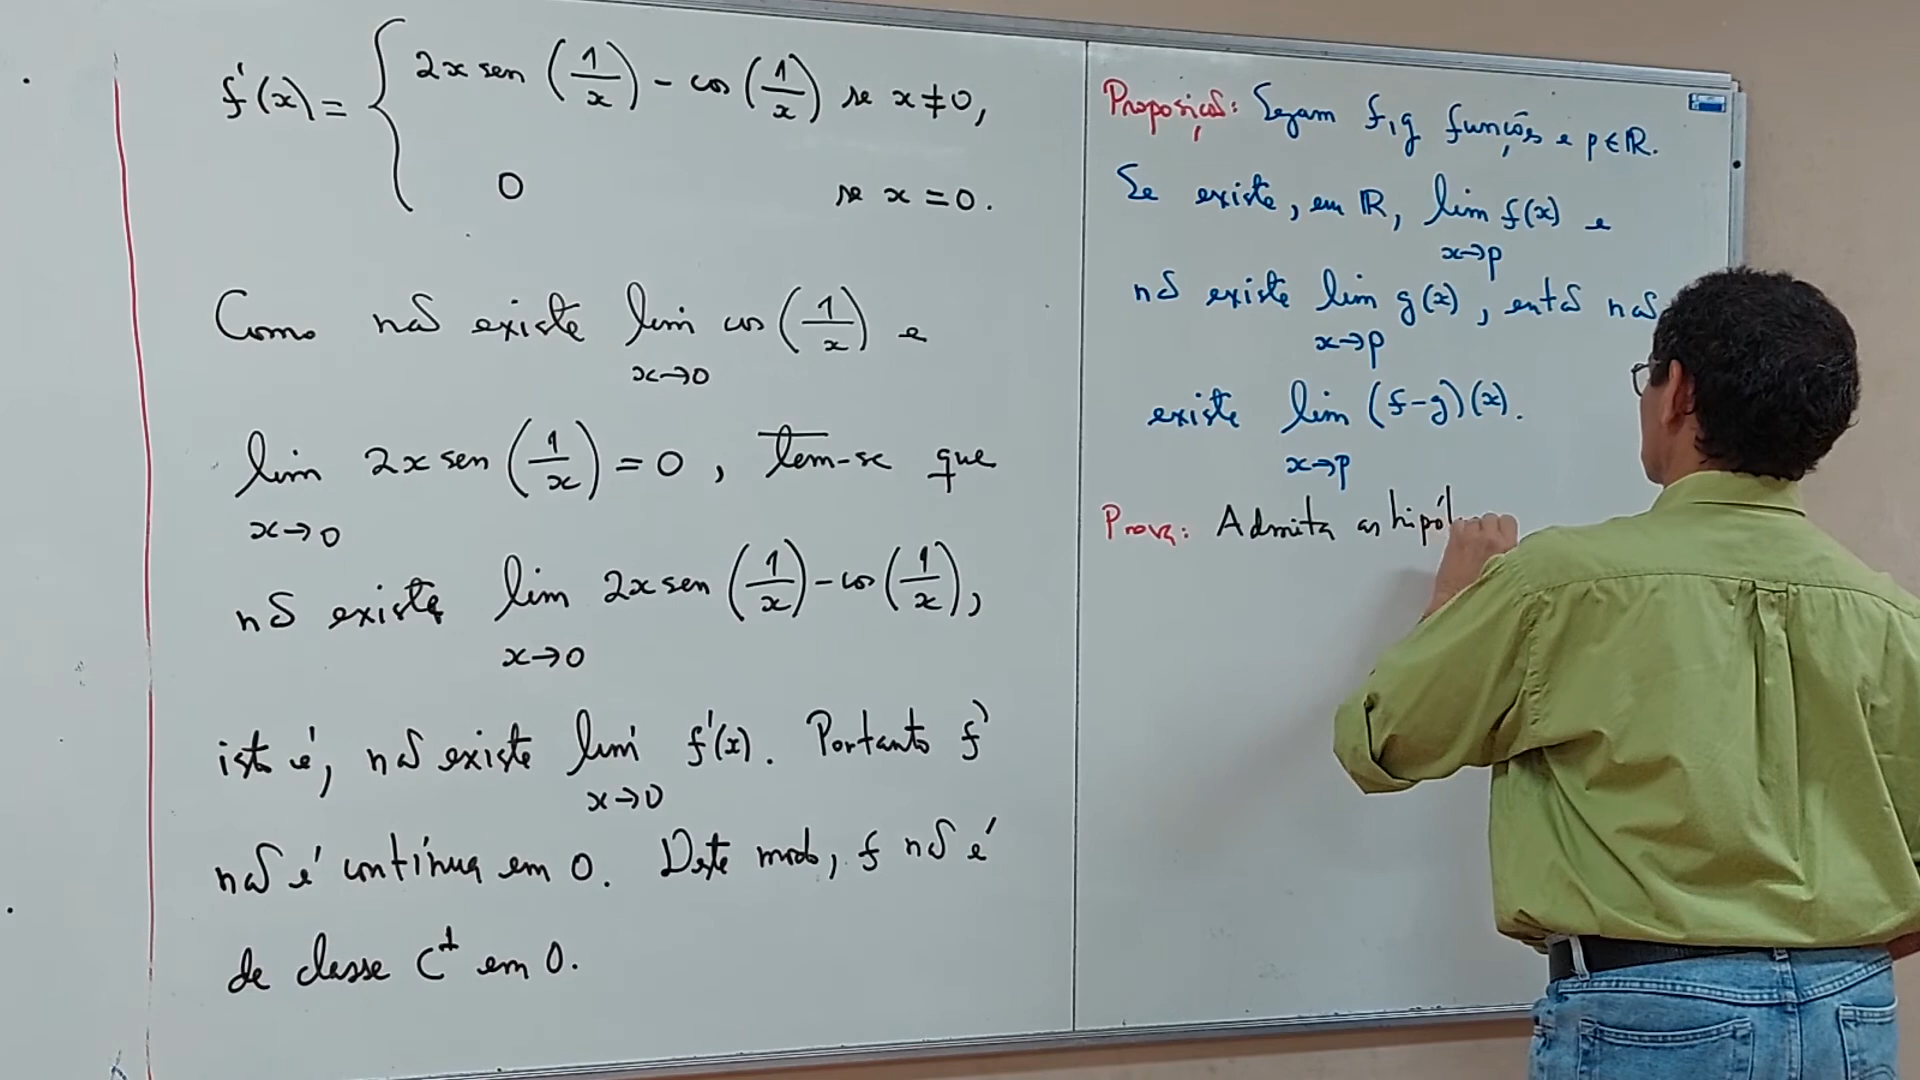 f'(x) = { 2x sen (1/x) - cos (1/x) se x ≠ 0,
0 se x = 0.
Como não existe lim cos (1/x) e
x→0
lim 2x sen (1/x) = 0, tem-se que
x→0
não existe lim 2x sen (1/x) - cos (1/x),
x→0
isto é, não existe lim f'(x). Portanto f'
x→0
não é contínua em 0. Deste modo, f não é
de classe C¹ em 0.
Proposição: Sejam f, g funções e p ∈ ℝ.
Se existe, em ℝ, lim f(x) e
x→p
não existe lim g(x), então não
x→p
existe lim (f-g)(x).
x→p
Prova: Admita as hipót